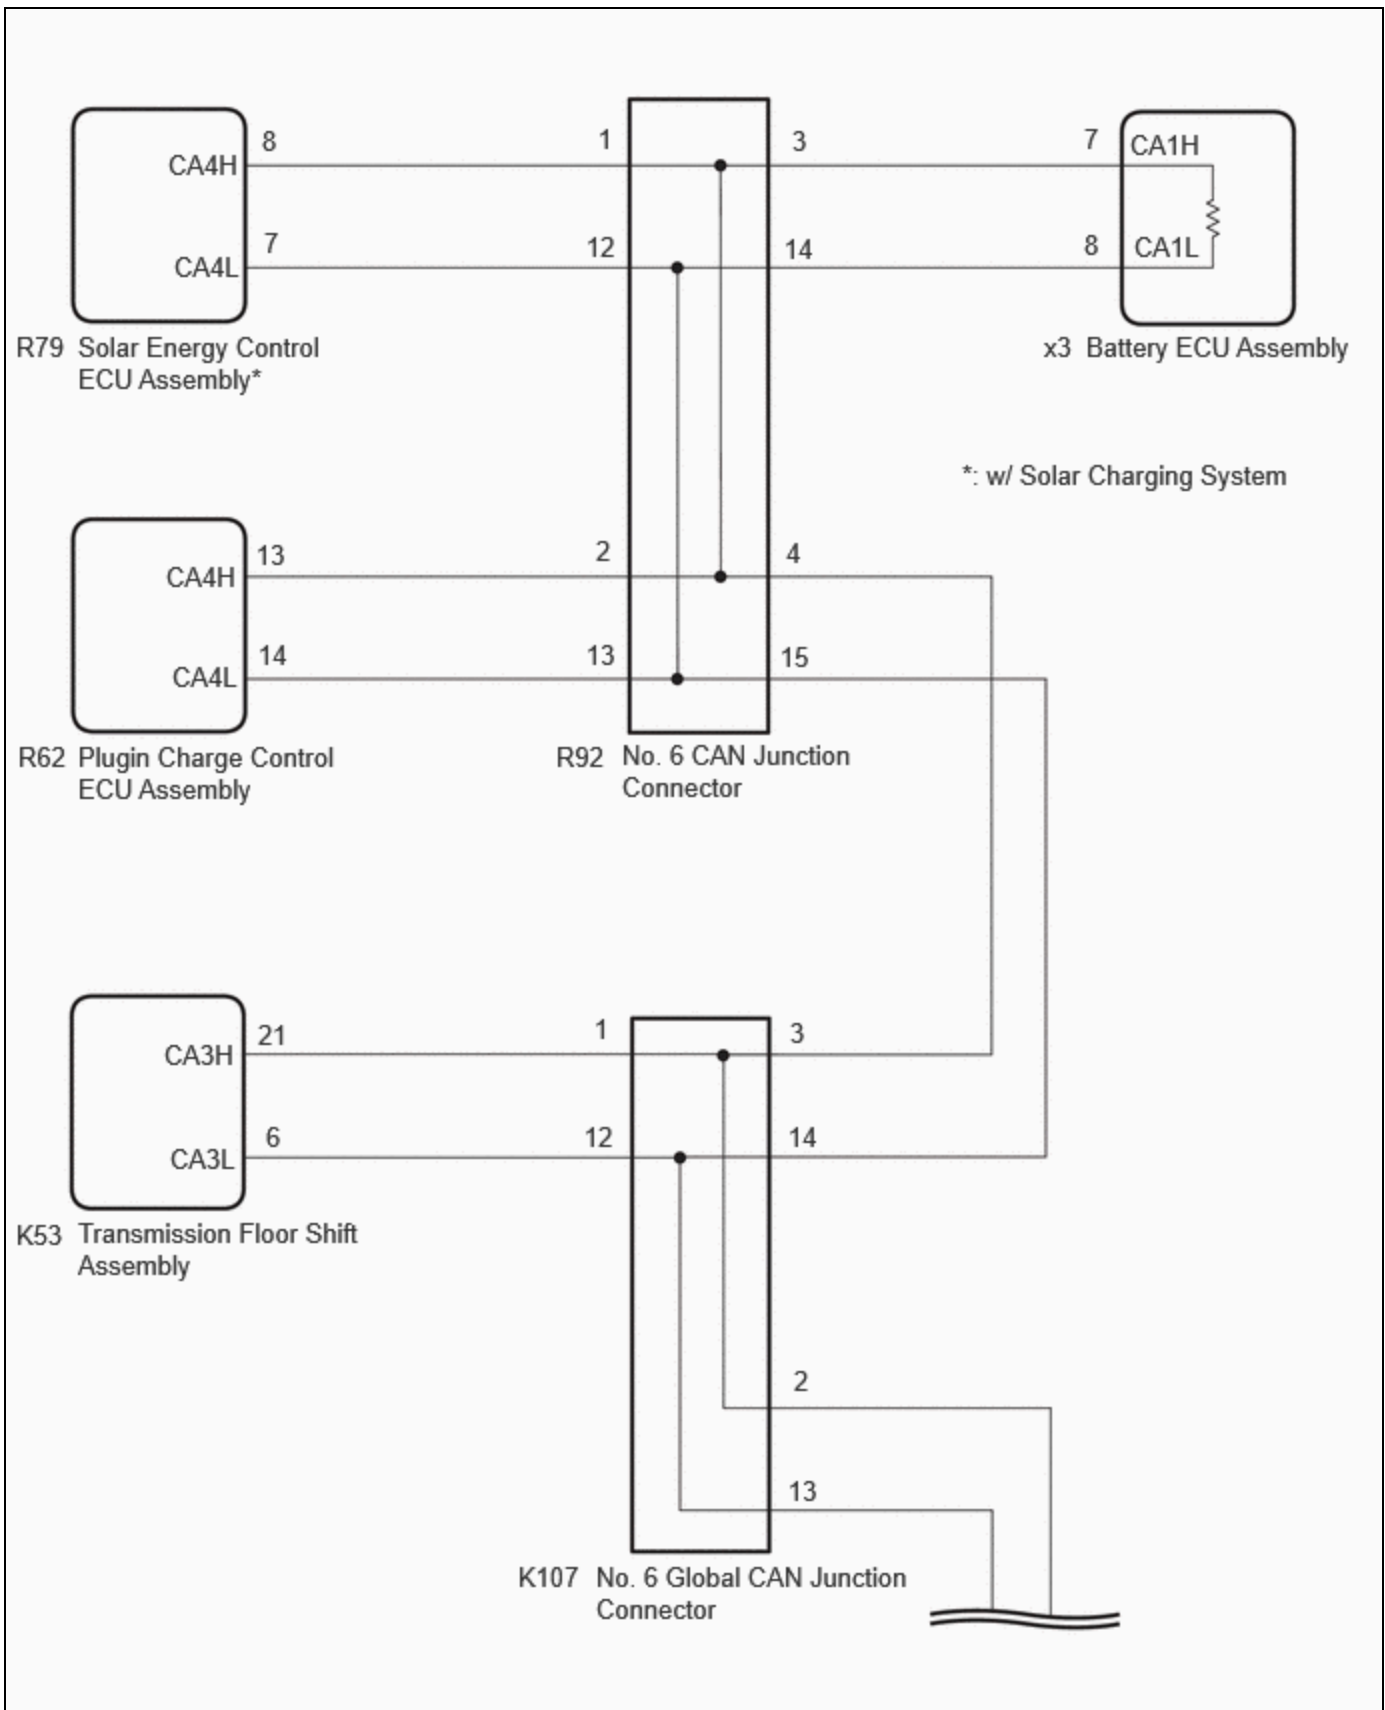 8 1 3 7 CA1H
CA4H
7 12 14 8 CA1L
CA4L
R79 Solar Energy Control
ECU Assembly*
x3 Battery ECU Assembly
*: w/ Solar Charging System
13 2 4
CA4H
14 13 15
CA4L
R62 Plugin Charge Control
ECU Assembly
R92 No. 6 CAN Junction
Connector
21 1 3
CA3H
6 12 14
CA3L
K53 Transmission Floor Shift
Assembly
2
13
K107 No. 6 Global CAN Junction
Connector